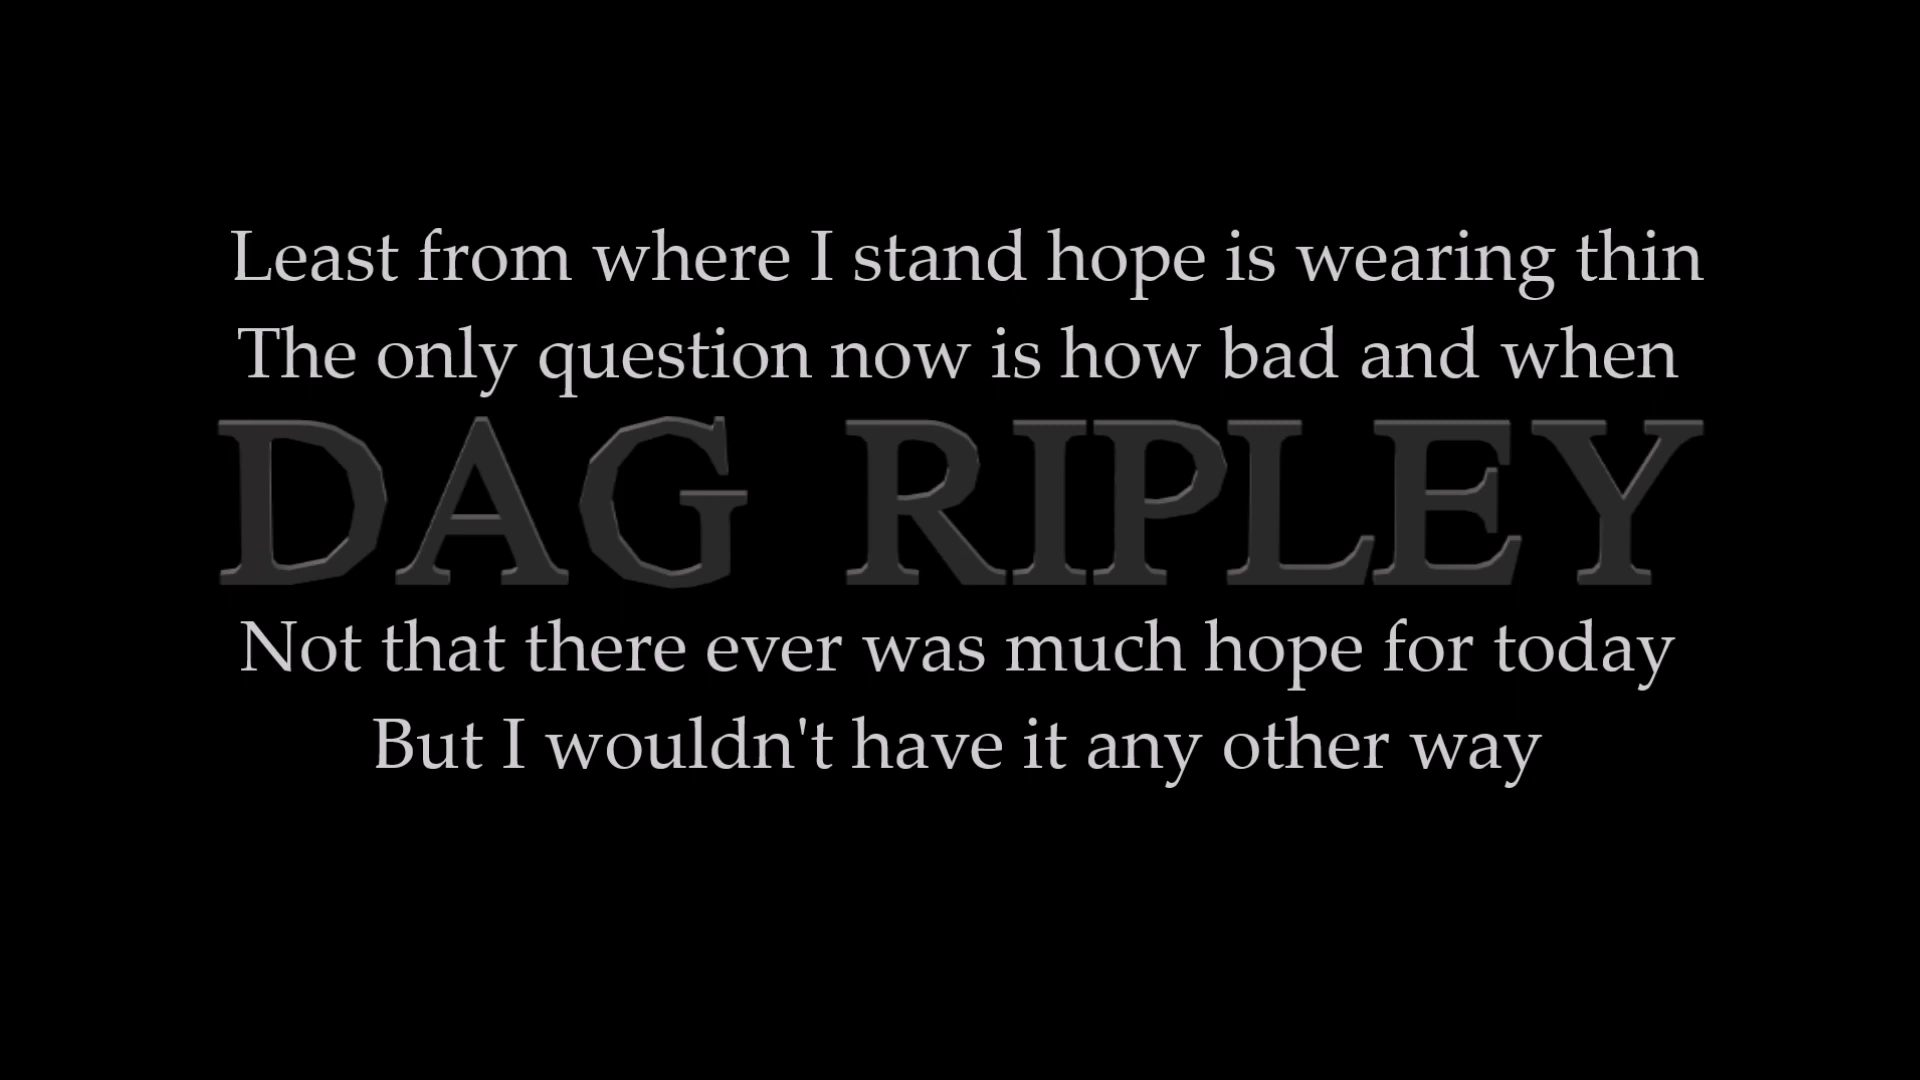 Least from where I stand hope is wearing thin
The only question now is how bad and when
DAG RIPLEY
Not that there ever was much hope for today
But I wouldn't have it any other way